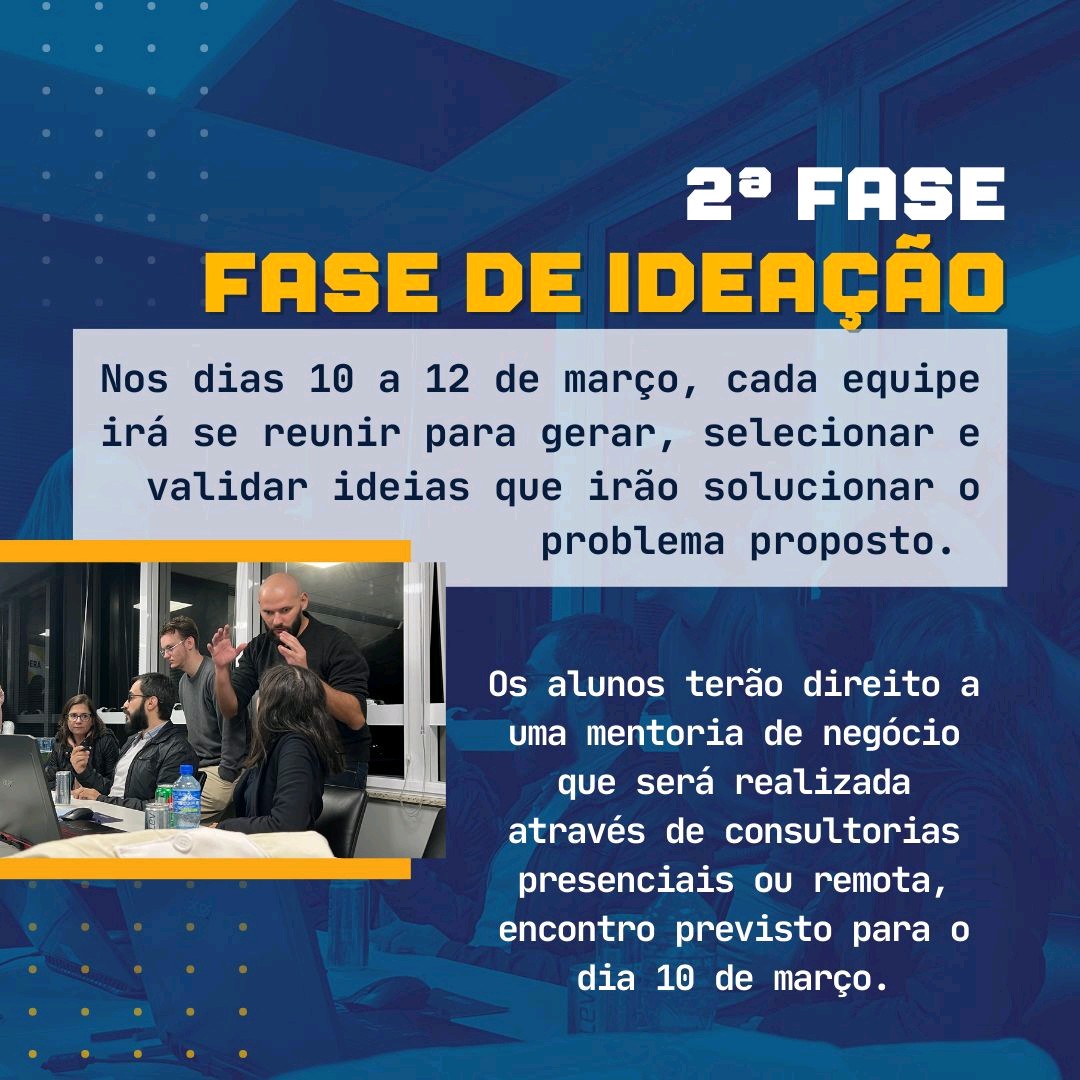 2ª FASE
FASE DE IDEAÇÃO
Nos dias 10 a 12 de março, cada equipe
irá se reunir para gerar, selecionar e
validar ideias que irão solucionar o
problema proposto.
Os alunos terão direito a
uma mentoria de negócio
que será realizada
através de consultorias
presenciais ou remota,
encontro previsto para o
dia 10 de março.